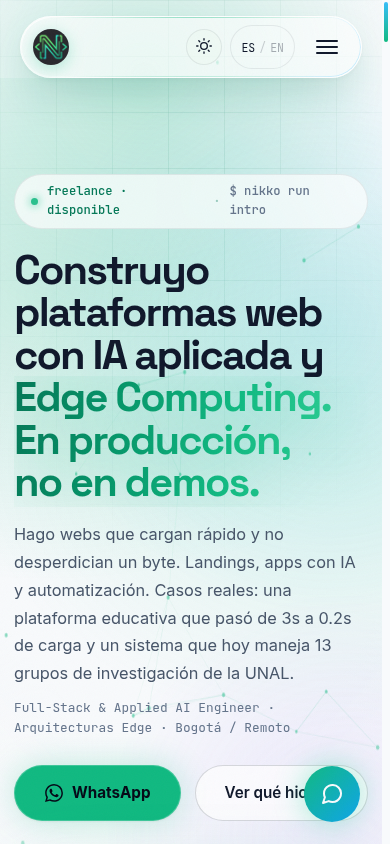 ES / EN
freelance ·
disponible
·
$ nikko run
intro
Construyo
plataformas web
con IA aplicada y
Edge Computing.
En producción,
no en demos.
Hago webs que cargan rápido y no
desperdician un byte. Landings, apps con IA
y automatización. Casos reales: una
plataforma educativa que pasó de 3s a 0.2s
de carga y un sistema que hoy maneja 13
grupos de investigación de la UNAL.
Full-Stack & Applied AI Engineer ·
Arquitecturas Edge · Bogotá / Remoto
WhatsApp
Ver qué